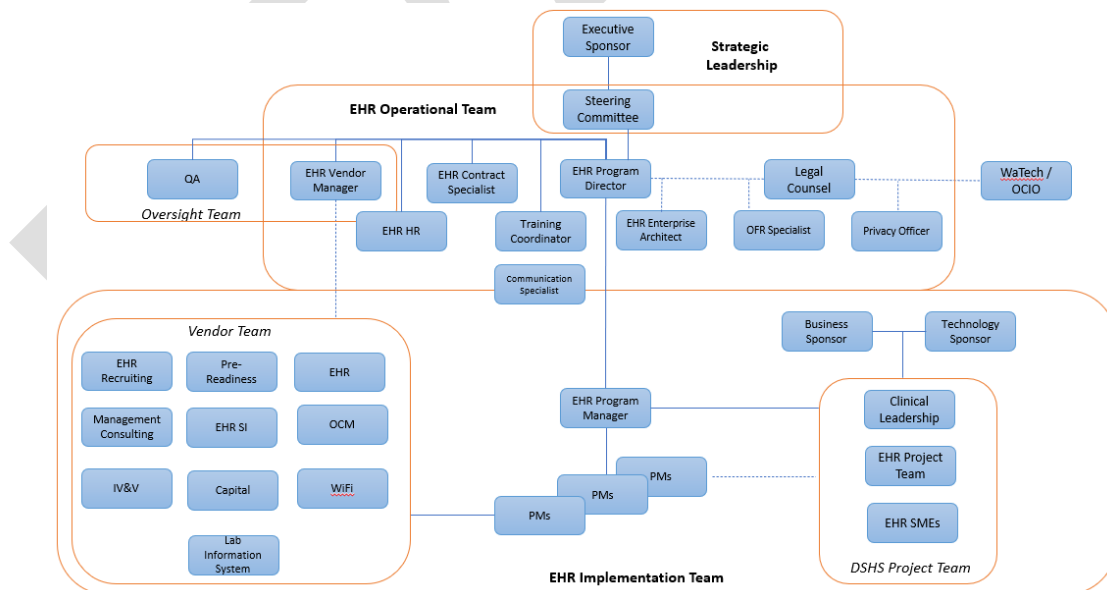 Executive
Sponsor
Strategic
Leadership
EHR Operational Team
Steering
Committee
QA
EHR Vendor
Manager
EHR Contract
Specialist
EHR Program
Director
Legal
Counsel
WaTech /
OCIO
Oversight Team
EHR HR
Training
Coordinator
EHR Enterprise
Architect
OFR Specialist
Privacy Officer
Communication
Specialist
Vendor Team
Business
Sponsor
Technology
Sponsor
EHR
Recruiting
Pre-
Readiness
EHR
EHR Program
Manager
Clinical
Leadership
Management
Consulting
EHR SI
OCM
EHR Project
Team
IV&V
Capital
WiFi
PMs
PMs
PMs
EHR SMEs
Lab
Information
System
EHR Implementation Team
DSHS Project Team